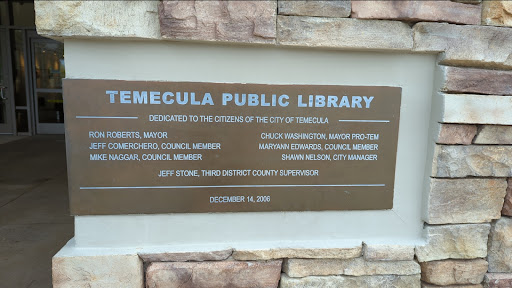 TEMECULA PUBLIC LIBRARY
DEDICATED TO THE CITIZENS OF THE CITY OF TEMECULA
RON ROBERTS, MAYOR
JEFF COMERCHERO, COUNCIL MEMBER
MIKE NAGGAR, COUNCIL MEMBER
CHUCK WASHINGTON, MAYOR PRO-TEM
MARYANN EDWARDS, COUNCIL MEMBER
SHAWN NELSON, CITY MANAGER
JEFF STONE, THIRD DISTRICT COUNTY SUPERVISOR
DECEMBER 14, 2006